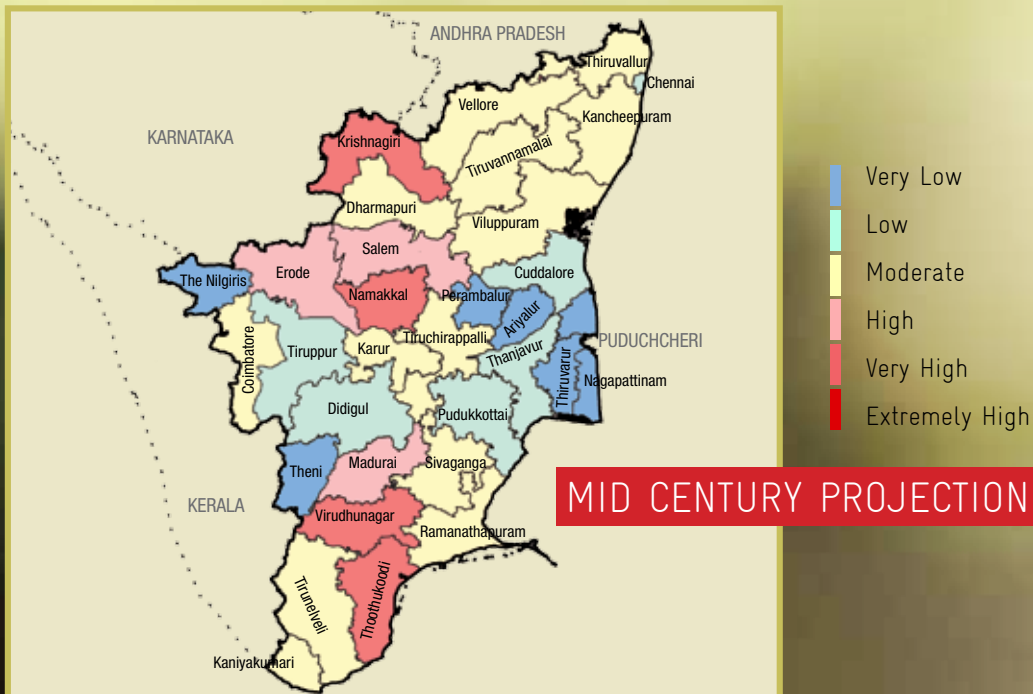 ANDHRA PRADESH
Thiruvallur
Chennai
Vellore
Kancheepuram
KARNATAKA
Krishnagiri
Tiruvannamalai
Dharmapuri
Viluppuram
Salem
Erode
Cuddalore
The Nilgiris
Namakkal
Perambalur
Ariyalur
Tiruchirappalli
PUDUCHCHERI
Coimbatore
Tiruppur
Karur
Thanjavur
Thiruvarur
Nagapattinam
Didigul
Pudukkottai
Theni
Madurai
Sivaganga
KERALA
Virudhunagar
Ramanathapuram
Tirunelveli
Thoothukoodi
Kaniyakumari
Very Low
Low
Moderate
High
Very High
Extremely High
MID CENTURY PROJECTION